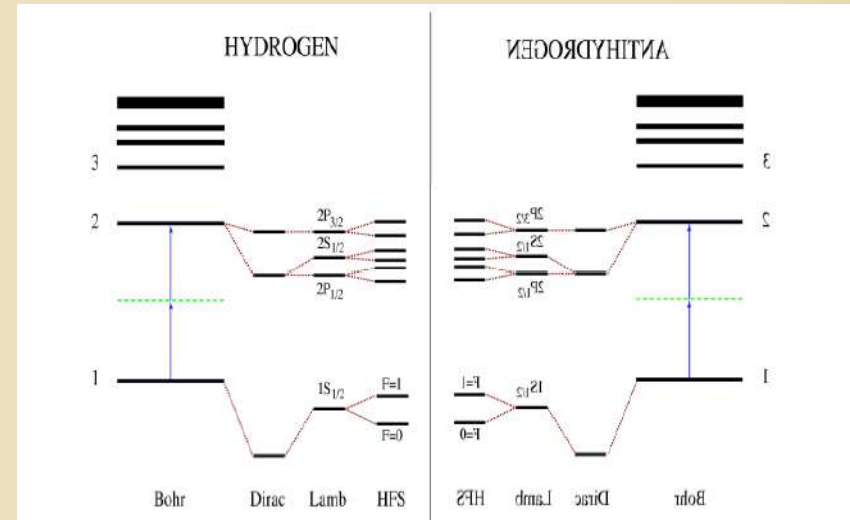 HYDROGEN
ANTIHYDROGEN
3
3
2
2P3/2
2P3/2
2
2S1/2
2S1/2
2P1/2
2P1/2
1
1
1S1/2
F=1
F=1
1S1/2
F=0
F=0
Bohr Dirac Lamb HFS
HFS Lamb Dirac Bohr